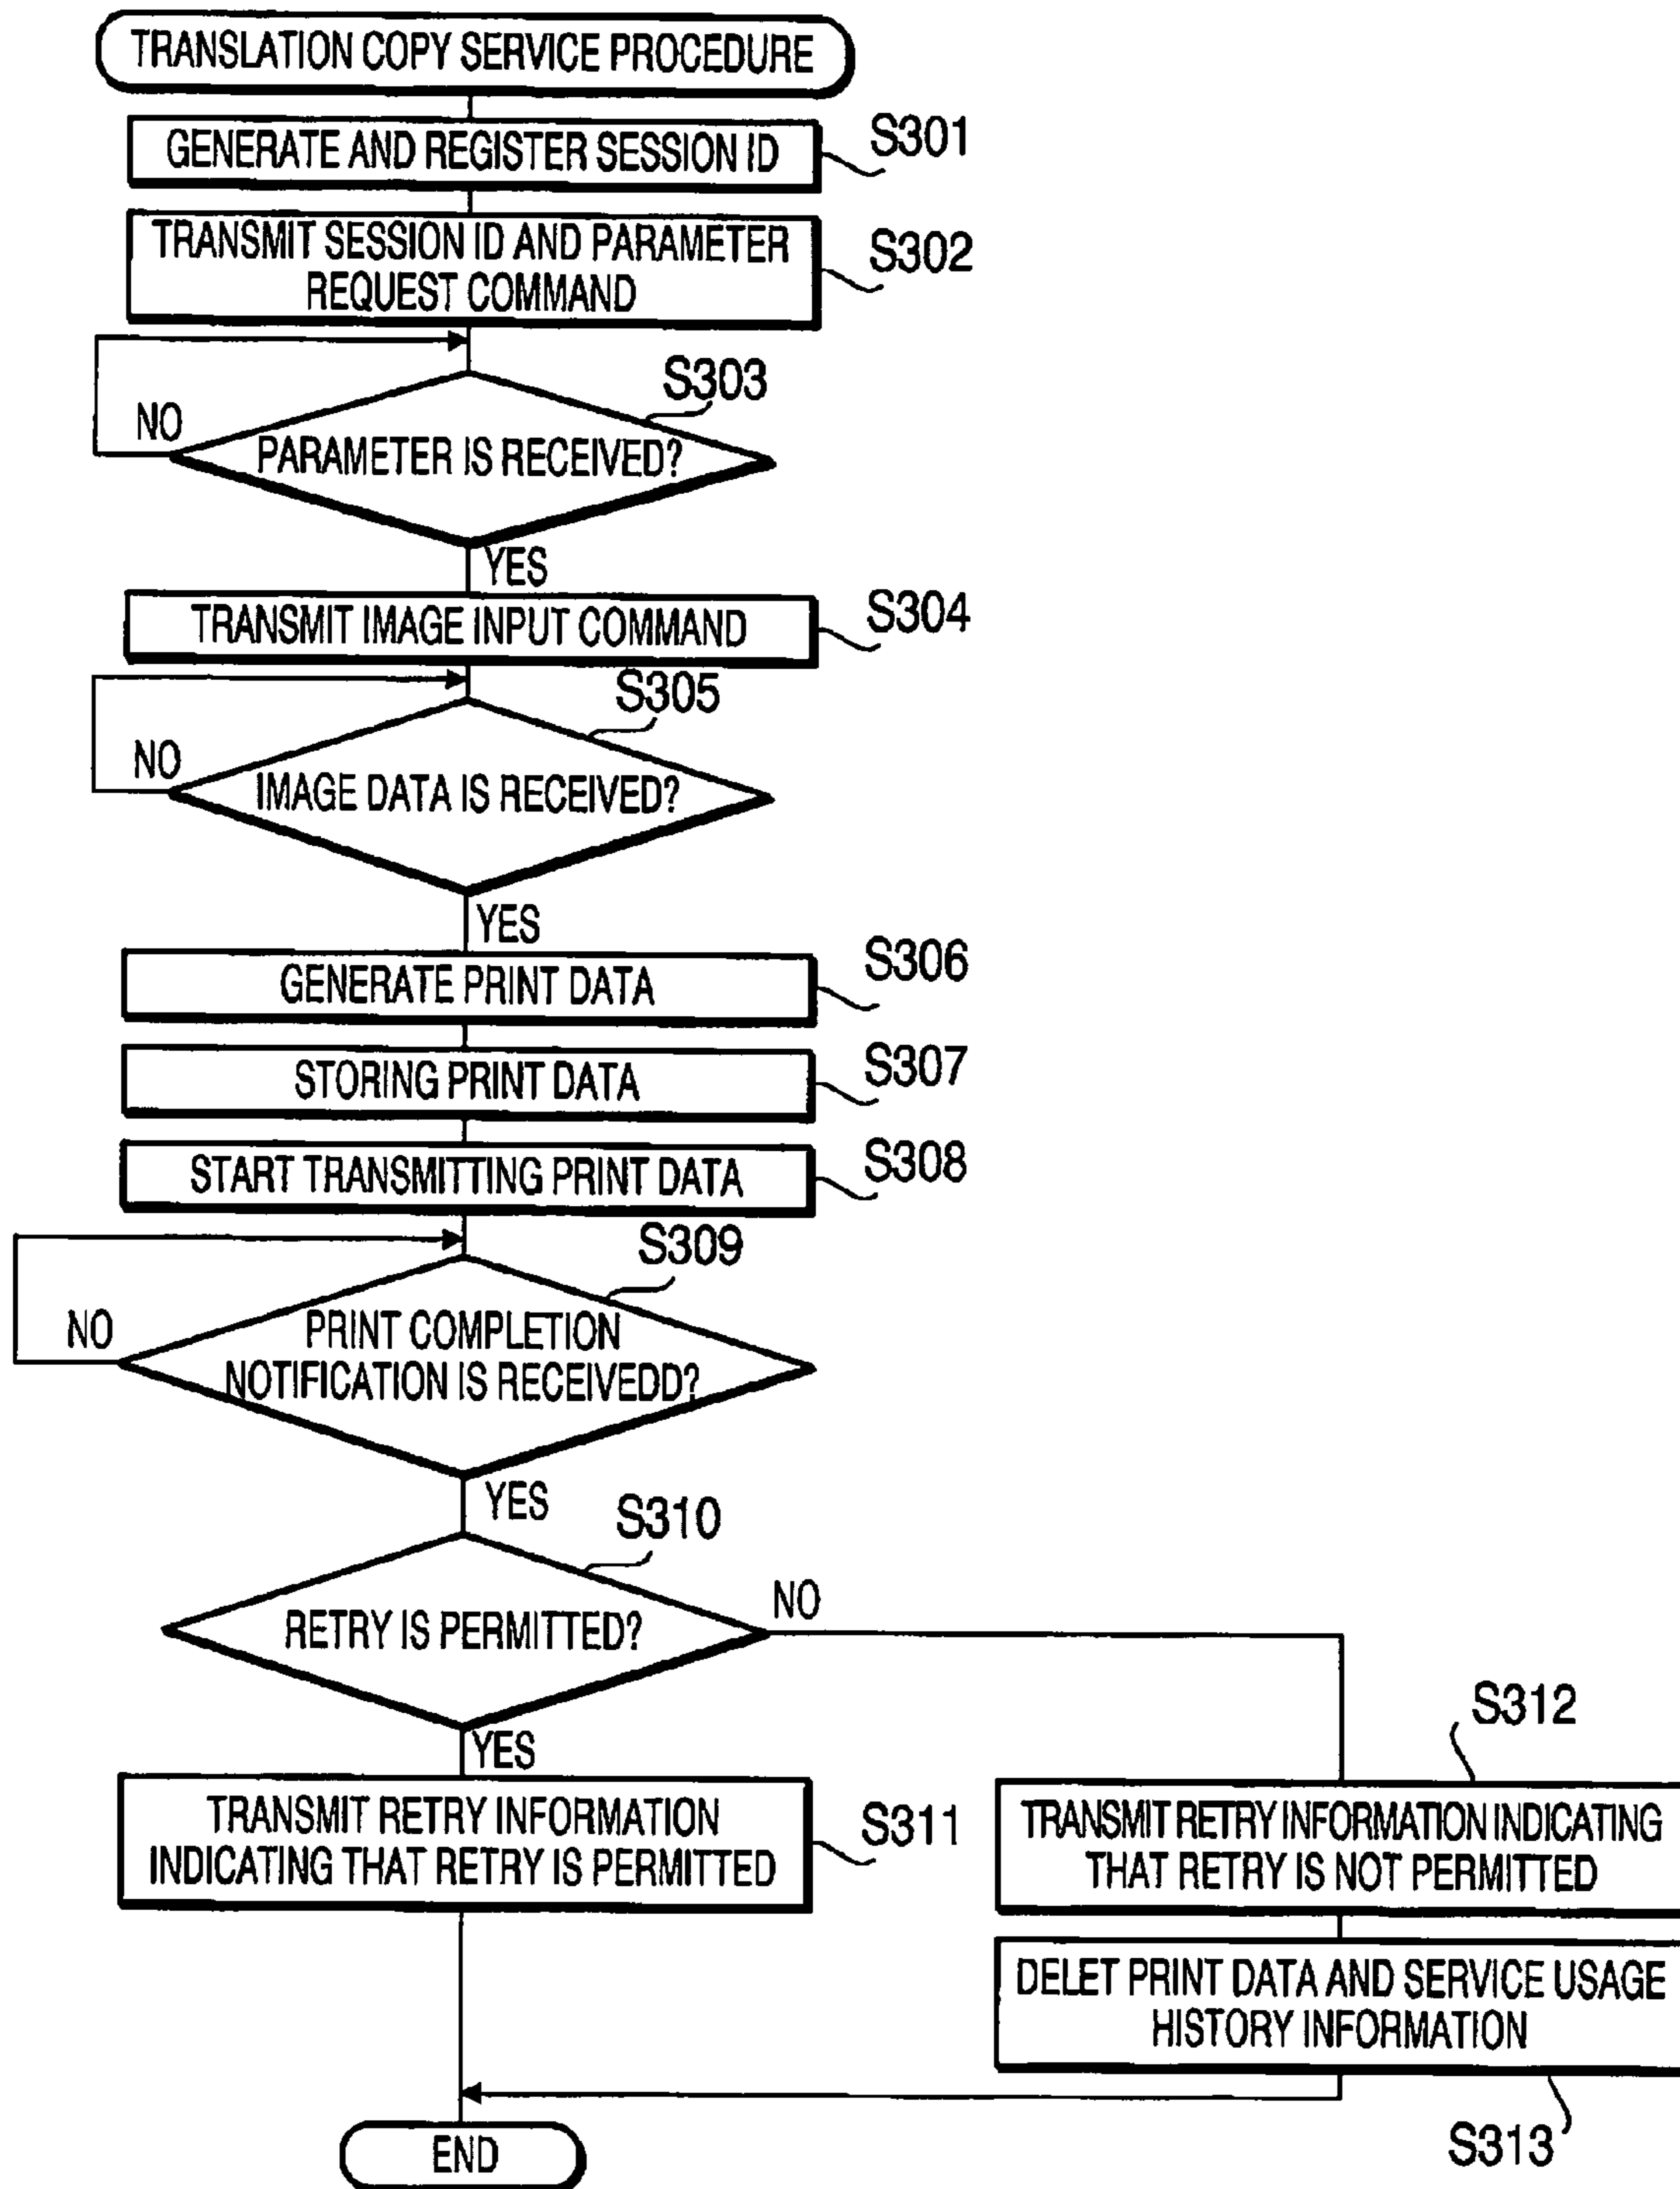 TRANSLATION COPY SERVICE PROCEDURE
GENERATE AND REGISTER SESSION ID
S301
TRANSMIT SESSION ID AND PARAMETER
REQUEST COMMAND
S302
S303
NO
PARAMETER IS RECEIVED?
YES
TRANSMIT IMAGE INPUT COMMAND
S304
S305
NO
IMAGE DATA IS RECEIVED?
YES
GENERATE PRINT DATA
S306
STORING PRINT DATA
S307
START TRANSMITTING PRINT DATA
S308
S309
NO
PRINT COMPLETION
NOTIFICATION IS RECEIVEDD?
YES
S310
NO
RETRY IS PERMITTED?
YES
S312
TRANSMIT RETRY INFORMATION
INDICATING THAT RETRY IS PERMITTED
S311
TRANSMIT RETRY INFORMATION INDICATING
THAT RETRY IS NOT PERMITTED
DELET PRINT DATA AND SERVICE USAGE
HISTORY INFORMATION
S313
END